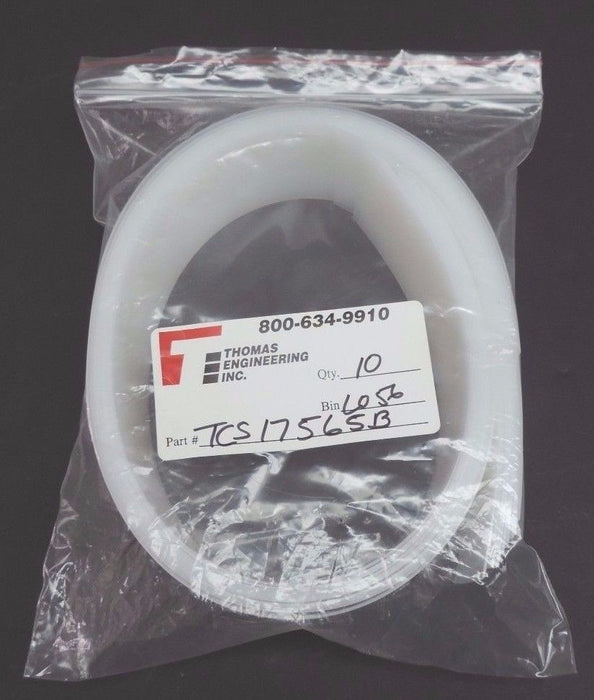 800-634-9910
THOMAS
ENGINEERING
INC.
Qty. 10
Bin L056
Part # TCS17565B